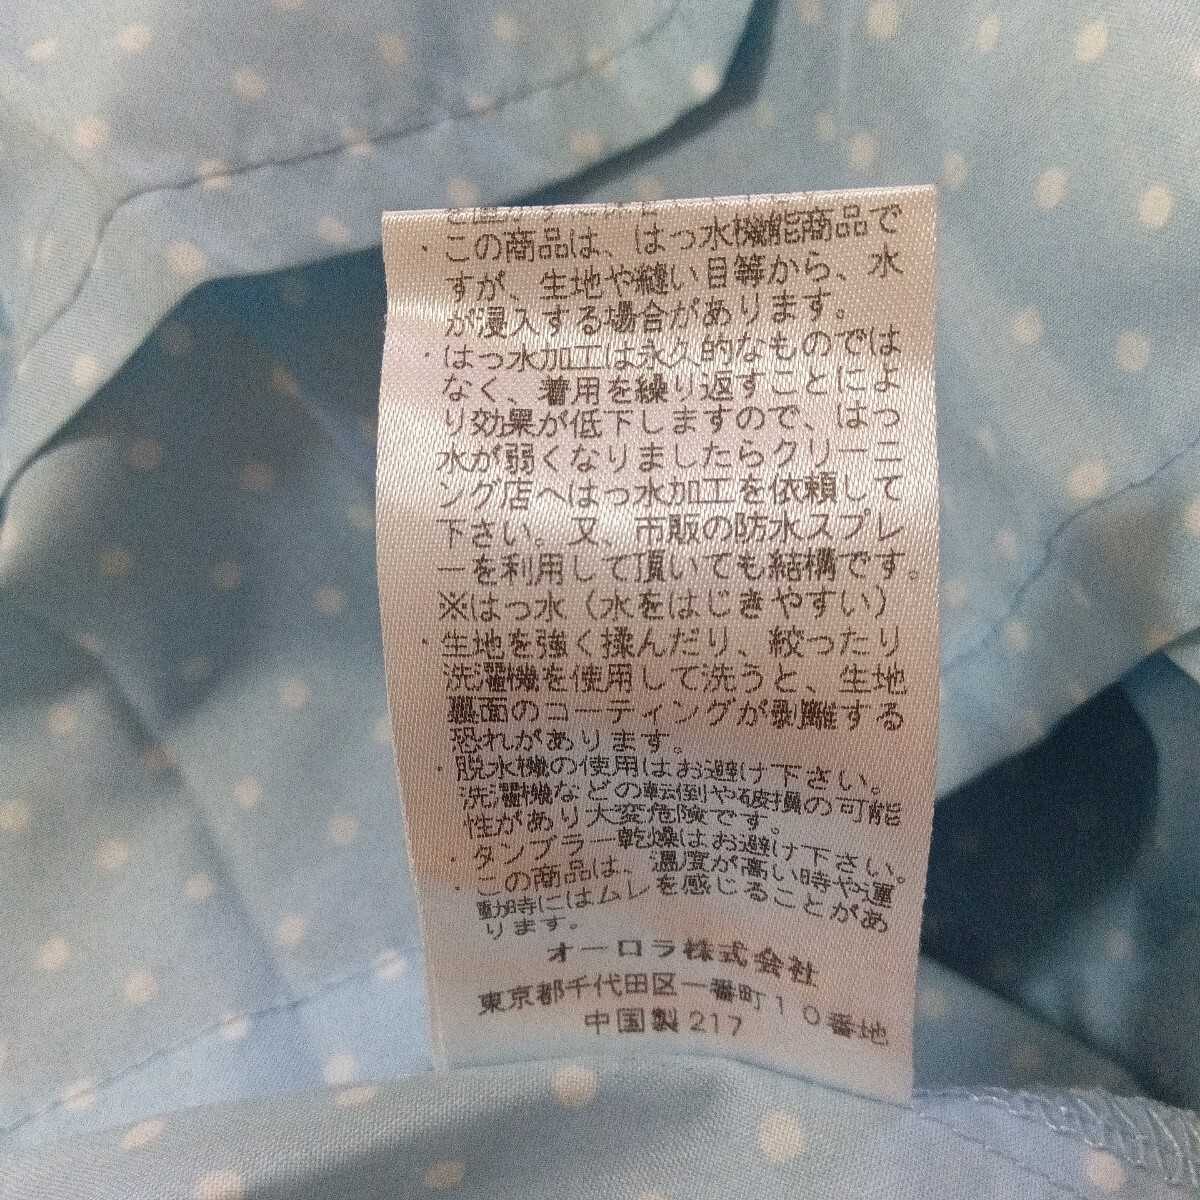 ・この商品は、はっ水機能商品で
すが、生地や縫い目等から、水
が浸入する場合があります。
・はっ水加工は永久的なものでは
なく、着用を繰り返すことによ
り効果が低下しますので、はっ
水が弱くなりましたらクリーニ
ング店へはっ水加工を依頼して
下さい。又、市販の防水スプレ
ーを利用して頂いても結構です。
※はっ水（水をはじきやすい）
・生地を強く揉んだり、絞ったり
洗濯機を使用して洗うと、生地
裏面のコーティングが剥離する
恐れがあります。
・脱水機の使用はお避け下さい。
洗濯機などの転倒や破損の可能
性があり大変危険です。
・タンブラー乾燥はお避け下さい。
・この商品は、温度が高い時や運
動時にはムレを感じることがあ
ります。
オーロラ株式会社
東京都千代田区一番町１０番地
中国製217